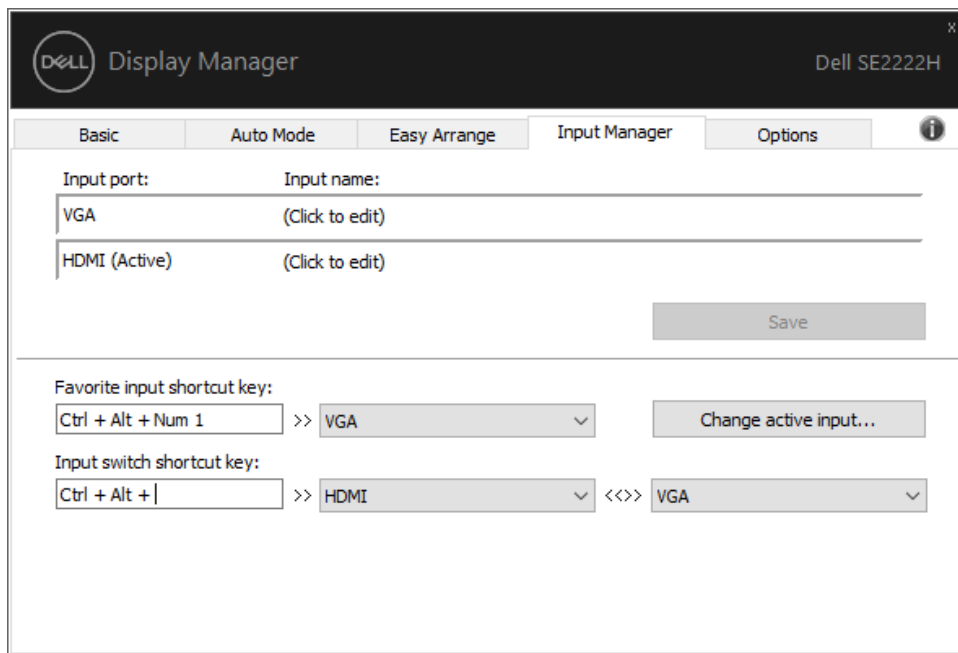 x
DELL Display Manager Dell SE2222H
Basic Auto Mode Easy Arrange Input Manager Options i
Input port: Input name:
VGA (Click to edit)
HDMI (Active) (Click to edit)
Save
Favorite input shortcut key:
Ctrl + Alt + Num 1 >> VGA Change active input...
Input switch shortcut key:
Ctrl + Alt + >> HDMI <<>> VGA